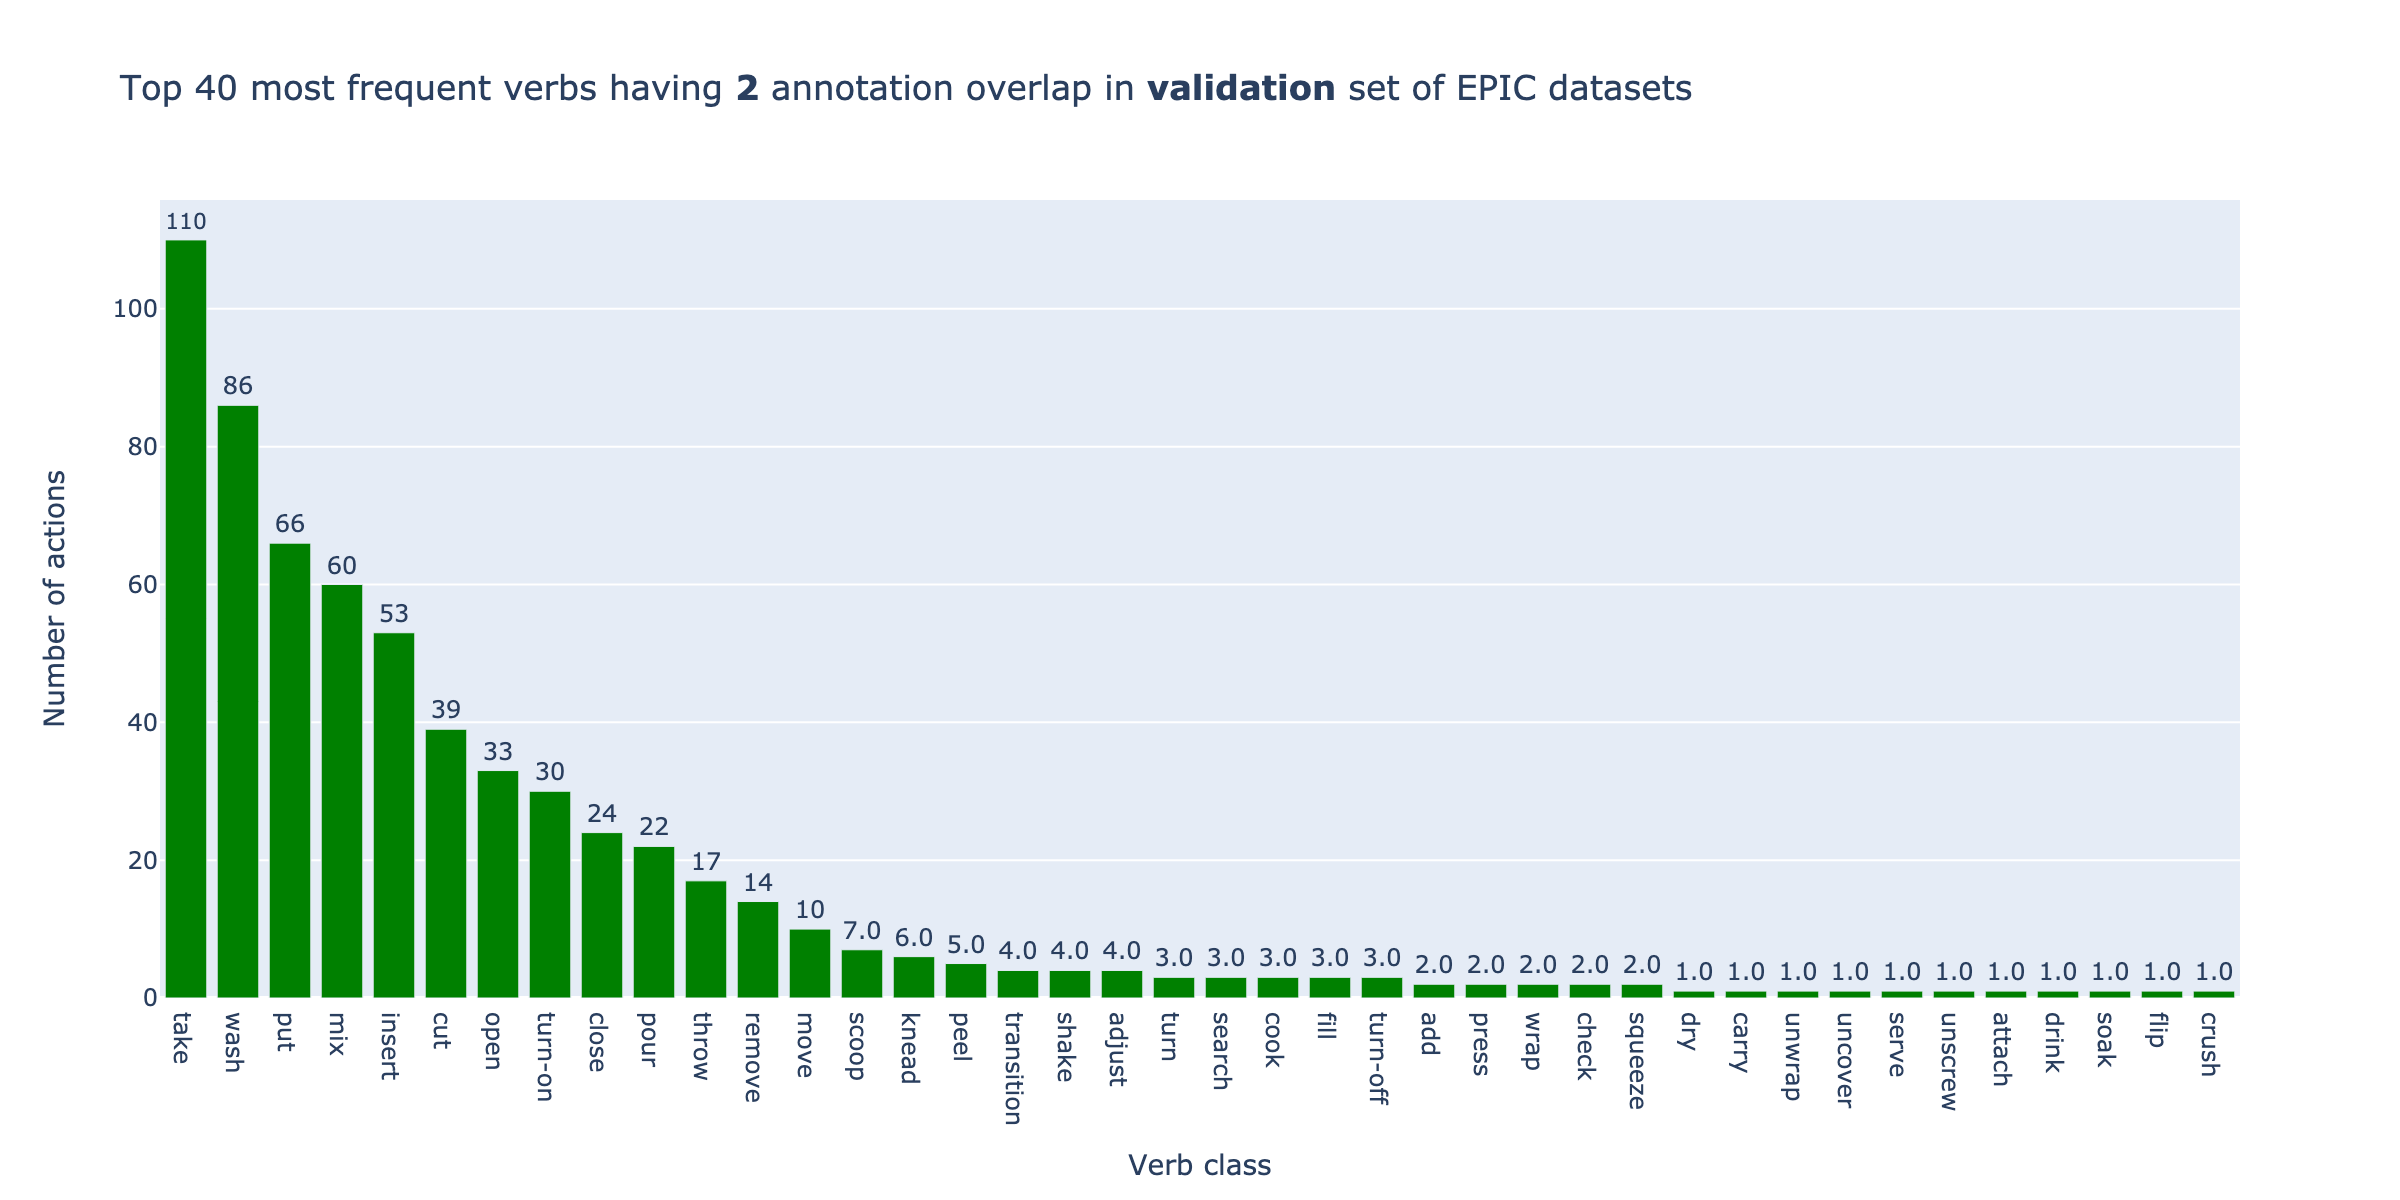 Top 40 most frequent verbs having 2 annotation overlap in validation set of EPIC datasets
110
86
66
60
53
39
33
30
24
22
17
14
10
7.0
6.0
5.0
4.0
4.0
4.0
3.0
3.0
3.0
3.0
3.0
2.0
2.0
2.0
2.0
2.0
1.0
1.0
1.0
1.0
1.0
1.0
1.0
1.0
1.0
1.0
1.0
100
80
60
40
20
0
Number of actions
take
wash
put
mix
insert
cut
open
turn-on
close
pour
throw
remove
move
scoop
knead
peel
transition
shake
adjust
turn
search
cook
fill
turn-off
add
press
wrap
check
squeeze
dry
carry
unwrap
uncover
serve
unscrew
attach
drink
soak
flip
crush
Verb class